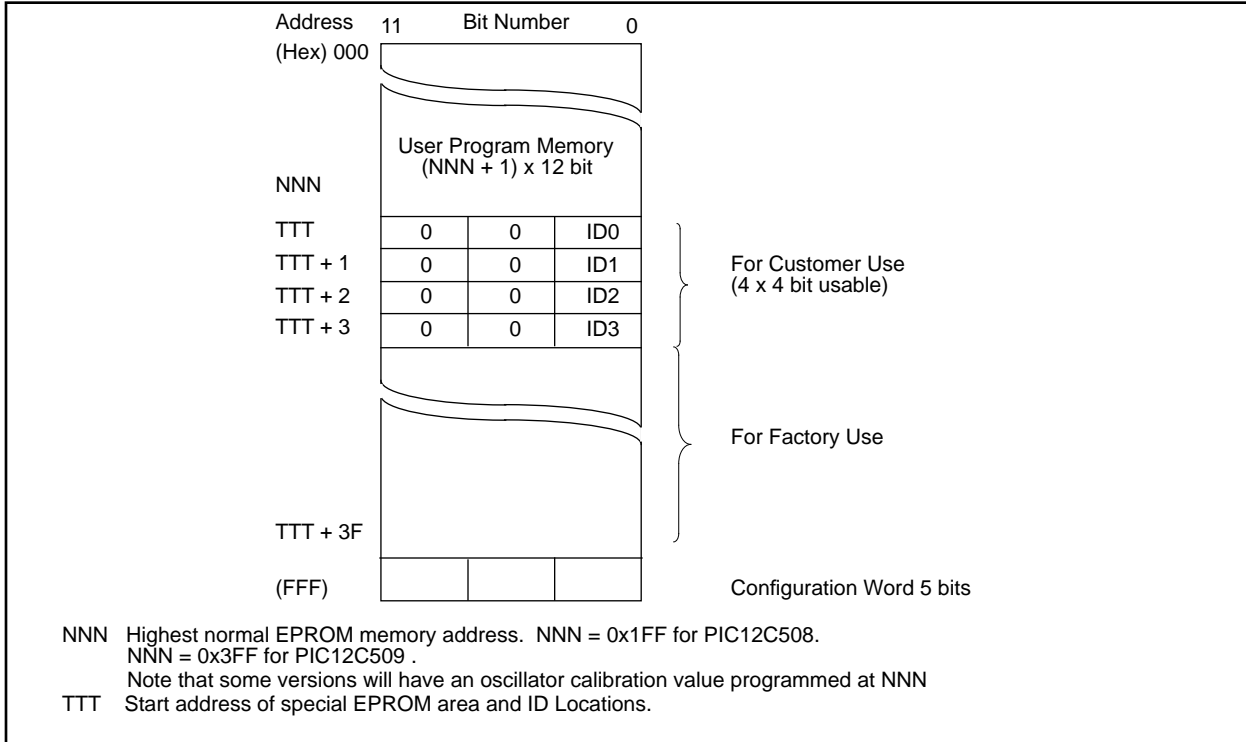 Address 11 Bit Number 0
(Hex) 000
User Program Memory
(NNN + 1) x 12 bit
NNN
TTT 0 0 ID0
TTT + 1 0 0 ID1
TTT + 2 0 0 ID2
TTT + 3 0 0 ID3
For Customer Use
(4 x 4 bit usable)
For Factory Use
TTT + 3F
(FFF) Configuration Word 5 bits
NNN Highest normal EPROM memory address. NNN = 0x1FF for PIC12C508.
NNN = 0x3FF for PIC12C509 .
Note that some versions will have an oscillator calibration value programmed at NNN
TTT Start address of special EPROM area and ID Locations.